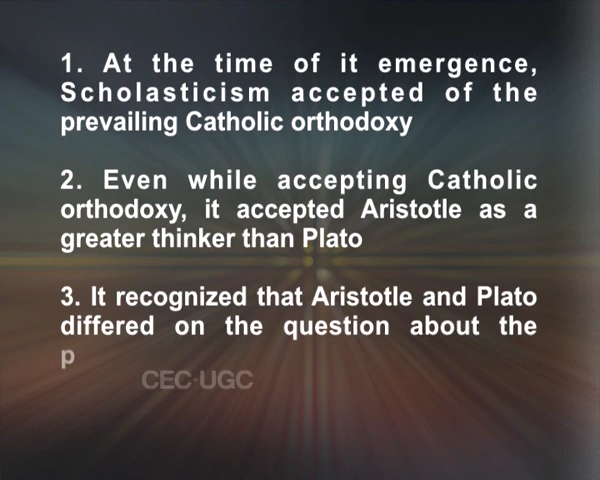 1. At the time of it emergence,
Scholasticism accepted of the
prevailing Catholic orthodoxy
2. Even while accepting Catholic
orthodoxy, it accepted Aristotle as a
greater thinker than Plato
3. It recognized that Aristotle and Plato
differed on the question about the
p
CEC-UGC